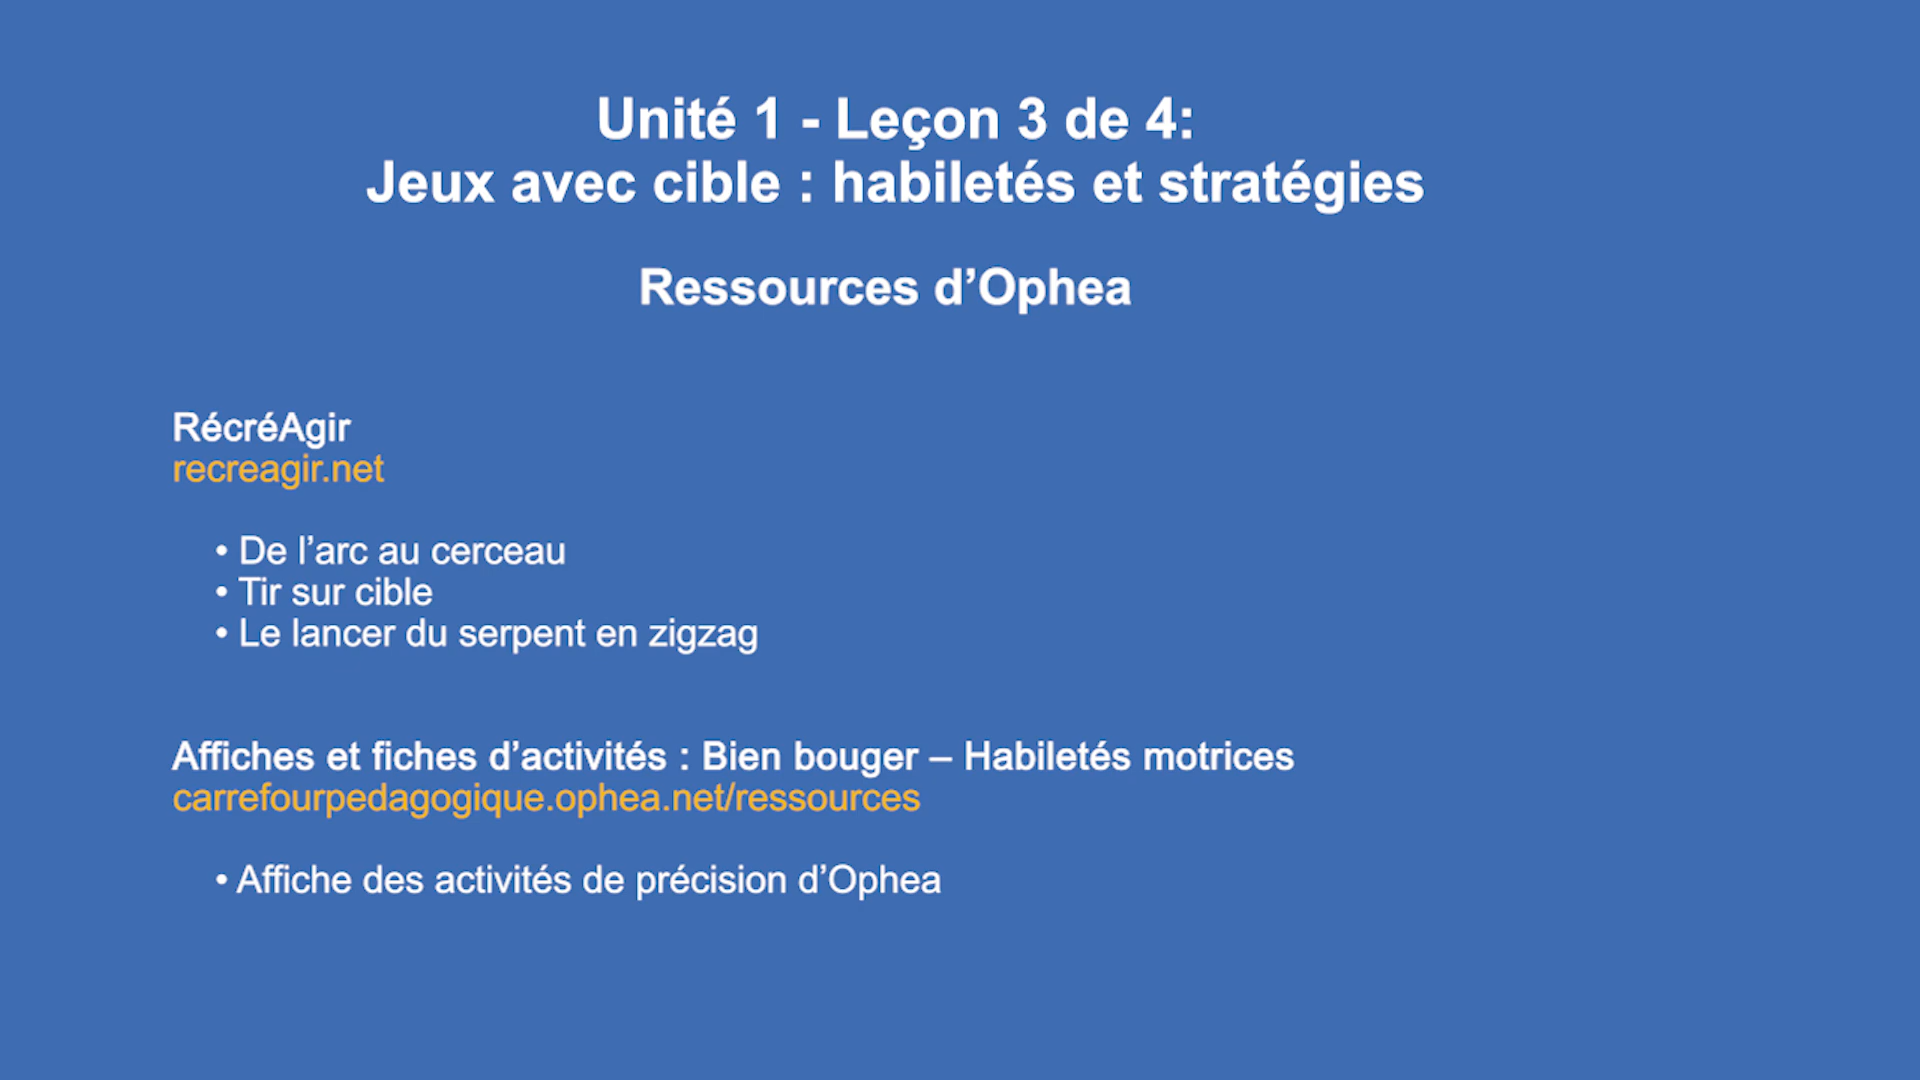 Unité 1 - Leçon 3 de 4:
Jeux avec cible : habiletés et stratégies
Ressources d’Ophea
RécréAgir
recreagir.net
• De l’arc au cerceau
• Tir sur cible
• Le lancer du serpent en zigzag
Affiches et fiches d’activités : Bien bouger – Habiletés motrices
carrefourpedagogique.ophea.net/ressources
• Affiche des activités de précision d’Ophea